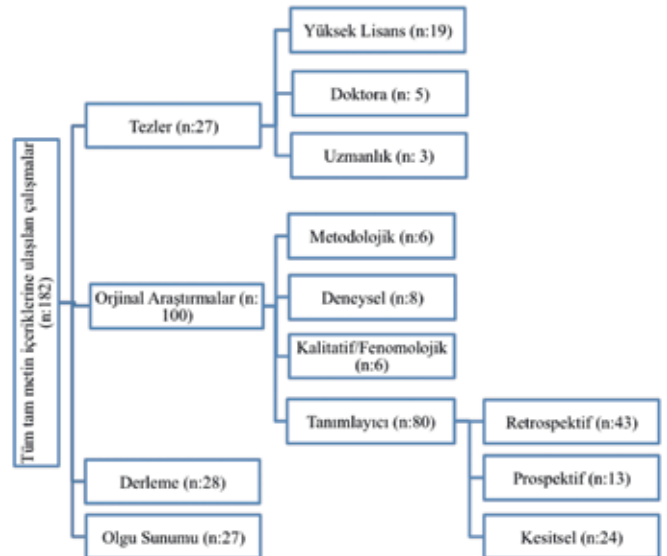 Tüm tam metin içeriklerine ulaşılan çalışmalar
(n:182)
Tezler (n:27)
Yüksek Lisans (n:19)
Doktora (n: 5)
Uzmanlık (n: 3)
Orjinal Araştırmalar (n:
100)
Metodolojik (n:6)
Deneysel (n:8)
Kalitatif/Fenomolojik
(n:6)
Tanımlayıcı (n:80)
Retrospektif (n:43)
Prospektif (n:13)
Kesitsel (n:24)
Derleme (n:28)
Olgu Sunumu (n:27)